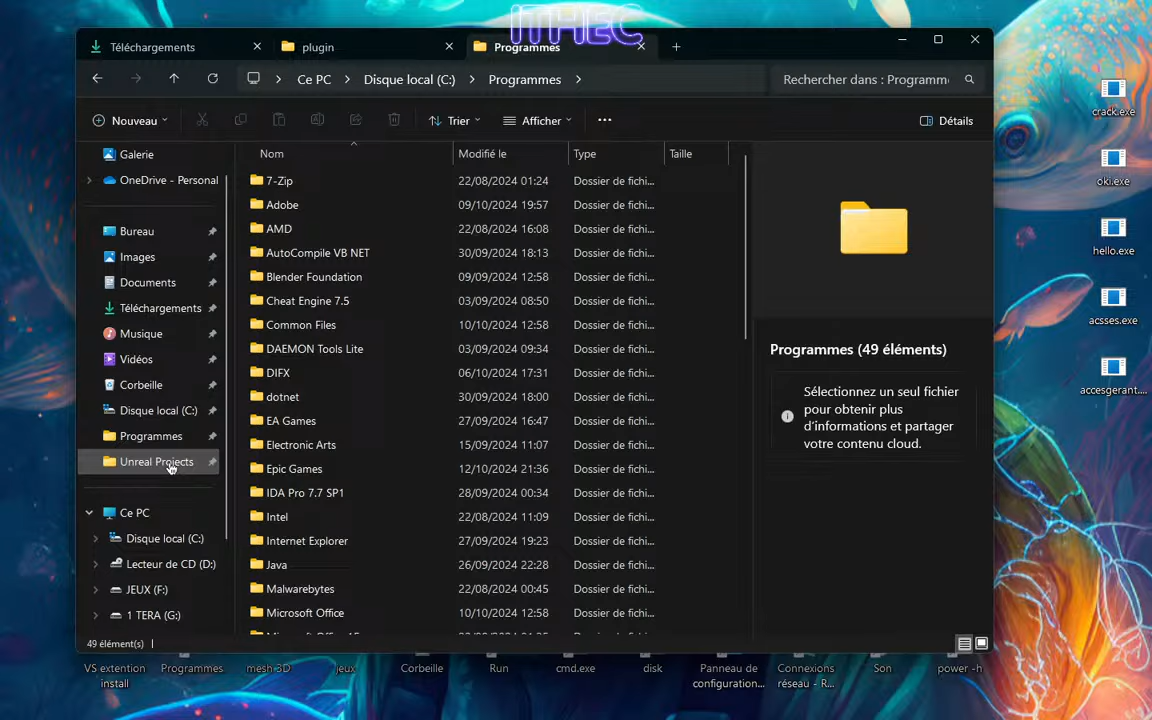 ITHEC
Téléchargements
plugin
Programmes
Ce PC
Disque local (C:)
Programmes
Rechercher dans : Programm
Nouveau
Trier
Afficher
Détails
Galerie
OneDrive - Personal
Bureau
Images
Documents
Téléchargements
Musique
Vidéos
Corbeille
Disque local (C:)
Programmes
Unreal Projects
Ce PC
Disque local (C:)
Lecteur de CD (D:)
JEUX (F:)
1 TERA (G:)
Nom Modifié le Type Taille
7-Zip 22/08/2024 01:24 Dossier de fichi...
Adobe 09/10/2024 19:57 Dossier de fichi...
AMD 22/08/2024 16:08 Dossier de fichi...
AutoCompile VB NET 30/09/2024 18:13 Dossier de fichi...
Blender Foundation 09/09/2024 12:58 Dossier de fichi...
Cheat Engine 7.5 03/09/2024 08:50 Dossier de fichi...
Common Files 10/10/2024 12:58 Dossier de fichi...
DAEMON Tools Lite 03/09/2024 09:34 Dossier de fichi...
DIFX 06/10/2024 17:31 Dossier de fichi...
dotnet 30/09/2024 18:00 Dossier de fichi...
EA Games 27/09/2024 16:47 Dossier de fichi...
Electronic Arts 15/09/2024 11:07 Dossier de fichi...
Epic Games 12/10/2024 21:36 Dossier de fichi...
IDA Pro 7.7 SP1 28/09/2024 00:34 Dossier de fichi...
Intel 22/08/2024 11:09 Dossier de fichi...
Internet Explorer 27/09/2024 19:23 Dossier de fichi...
Java 26/09/2024 22:28 Dossier de fichi...
Malwarebytes 22/08/2024 00:45 Dossier de fichi...
Microsoft Office 10/10/2024 12:58 Dossier de fichi...
Programmes (49 éléments)
Sélectionnez un seul fichier
pour obtenir plus
d'informations et partager
votre contenu cloud.
49 élément(s)
crack.exe
oki.exe
hello.exe
acsses.exe
accesgerant....
VS extention
install
Programmes
mesh 3D
jeux
Corbeille
Run
cmd.exe
disk
Panneau de
configuration...
Connexions
réseau - R...
Son
power -h